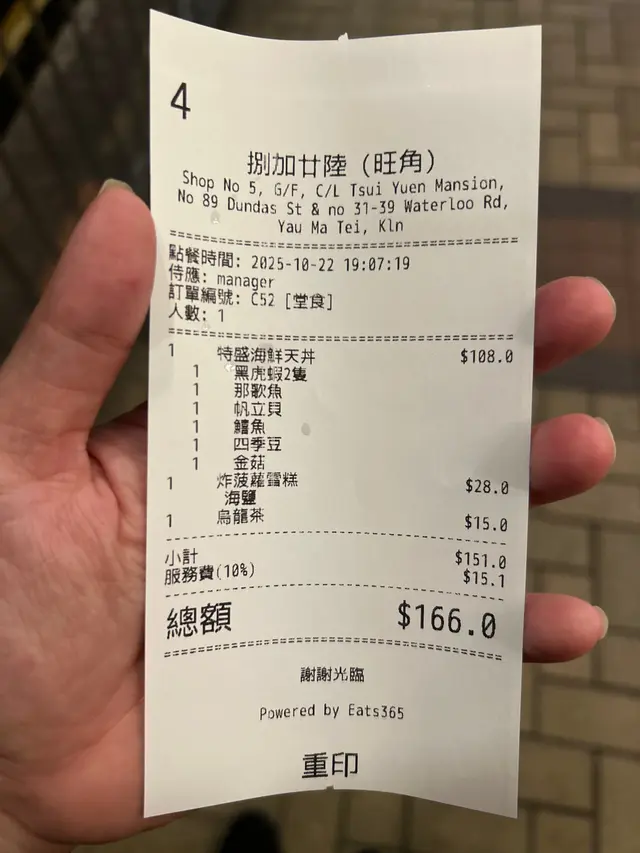 4
捌加廿陸 (旺角)
Shop No 5, G/F, C/L Tsui Yuen Mansion,
No 89 Dundas St & no 31-39 Waterloo Rd,
Yau Ma Tei, Kln
點餐時間: 2025-10-22 19:07:19
侍應: manager
訂單編號: C52 [堂食]
人數: 1
1 特盛海鮮天丼 $108.0
1 黑虎蝦2隻
1 那歌魚
1 帆立貝
1 鱚魚
1 四季豆
1 金菇
1 炸菠蘿雪糕 $28.0
海鹽
1 烏龍茶 $15.0
小計 $151.0
服務費(10%) $15.1
總額 $166.0
謝謝光臨
Powered by Eats365
重印